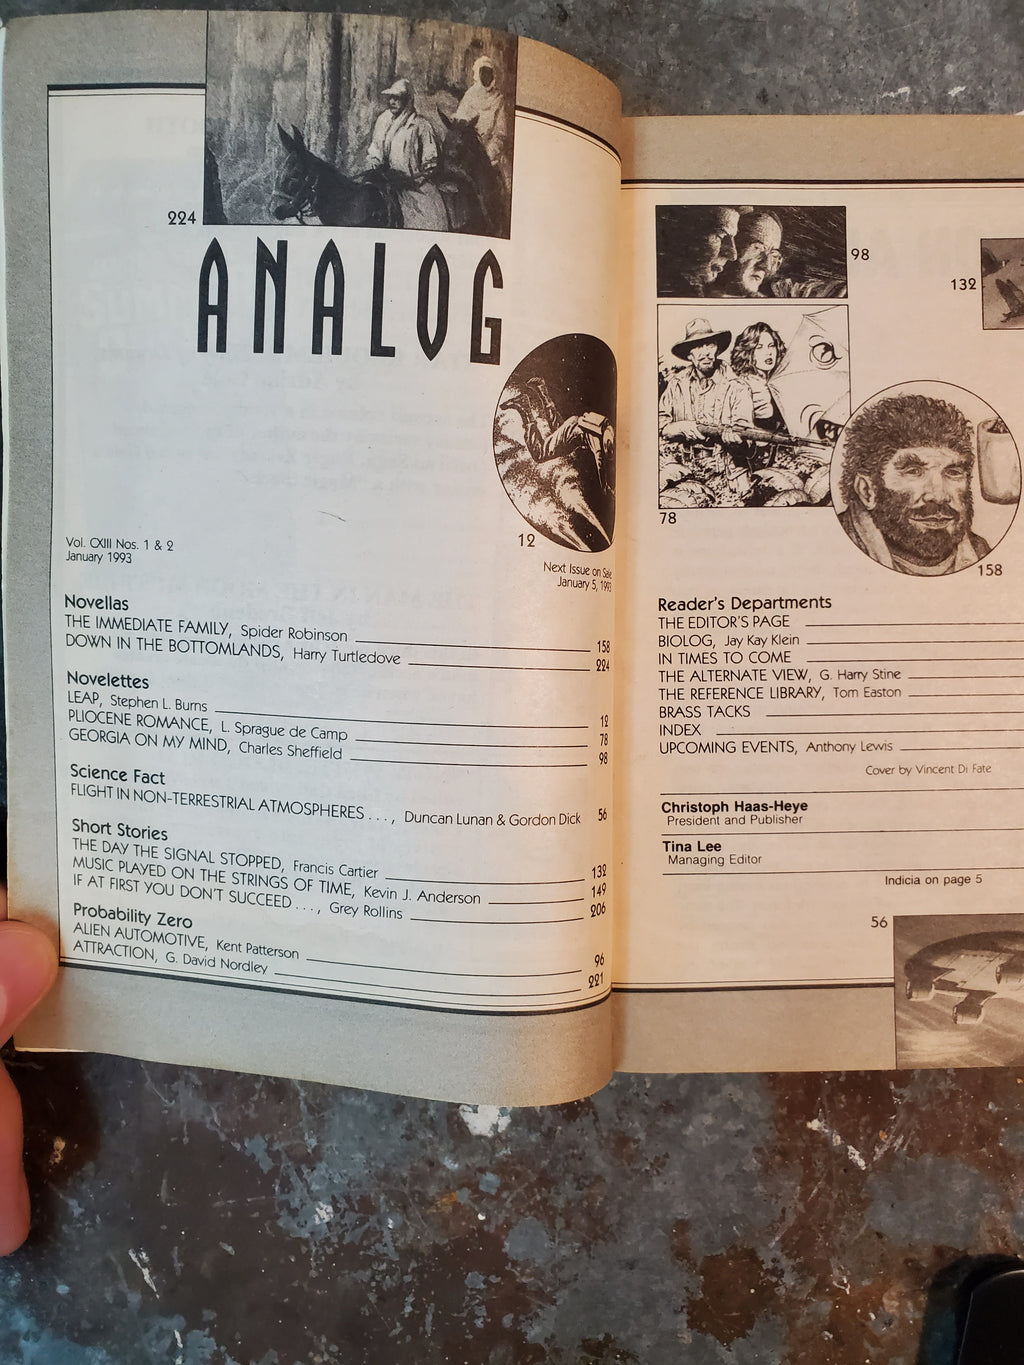 224
ANALOG
12
Vol. CXIII Nos. 1 & 2
January 1993
Next Issue on Sale
January 5, 1993
Novellas
THE IMMEDIATE FAMILY, Spider Robinson 158
DOWN IN THE BOTTOMLANDS, Harry Turtledove 224
Novelettes
LEAP, Stephen L. Burns 12
PLIOCENE ROMANCE, L. Sprague de Camp 78
GEORGIA ON MY MIND, Charles Sheffield 98
Science Fact
FLIGHT IN NON-TERRESTRIAL ATMOSPHERES . . . , Duncan Lunan & Gordon Dick 56
Short Stories
THE DAY THE SIGNAL STOPPED, Francis Cartier 132
MUSIC PLAYED ON THE STRINGS OF TIME, Kevin J. Anderson 149
IF AT FIRST YOU DON'T SUCCEED . . . , Grey Rollins 206
Probability Zero
ALIEN AUTOMOTIVE, Kent Patterson 96
ATTRACTION, G. David Nordley 221
98
132
78
158
Reader's Departments
THE EDITOR'S PAGE
BIOLOG, Jay Kay Klein
IN TIMES TO COME
THE ALTERNATE VIEW, G. Harry Stine
THE REFERENCE LIBRARY, Tom Easton
BRASS TACKS
INDEX
UPCOMING EVENTS, Anthony Lewis
Cover by Vincent Di Fate
Christoph Haas-Heye
President and Publisher
Tina Lee
Managing Editor
Indicia on page 5
56